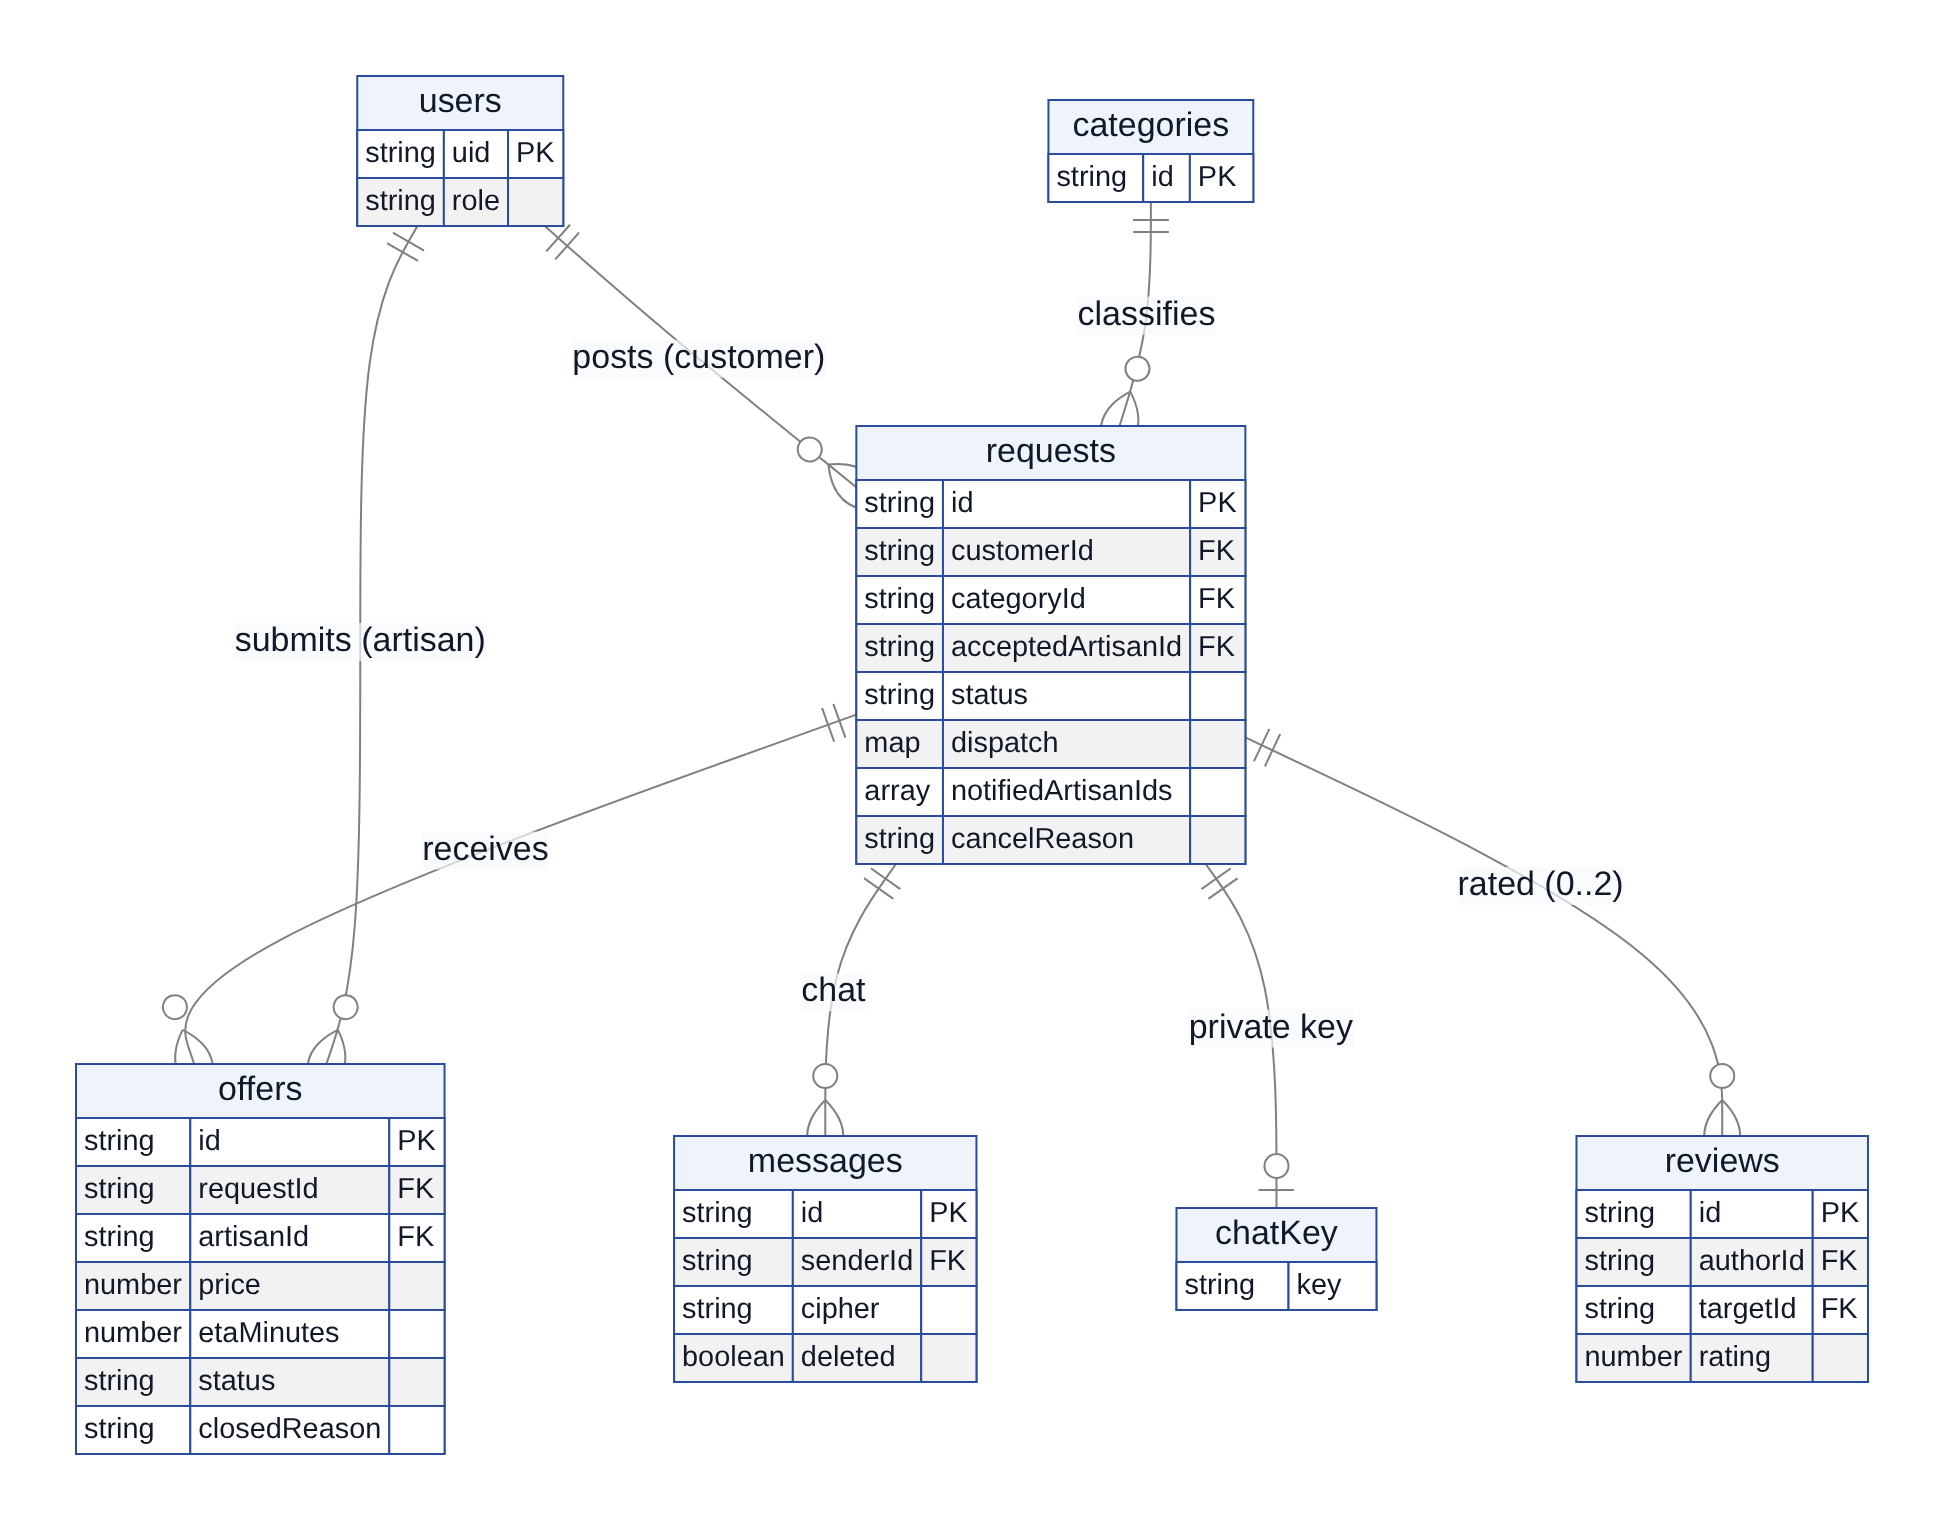 users
string uid PK
string role
categories
string id PK
classifies
posts (customer)
requests
string id PK
string customerId FK
string categoryId FK
string acceptedArtisanId FK
string status
map dispatch
array notifiedArtisanIds
string cancelReason
submits (artisan)
receives
rated (0..2)
chat
private key
offers
string id PK
string requestId FK
string artisanId FK
number price
number etaMinutes
string status
string closedReason
messages
string id PK
string senderId FK
string cipher
boolean deleted
chatKey
string key
reviews
string id PK
string authorId FK
string targetId FK
number rating